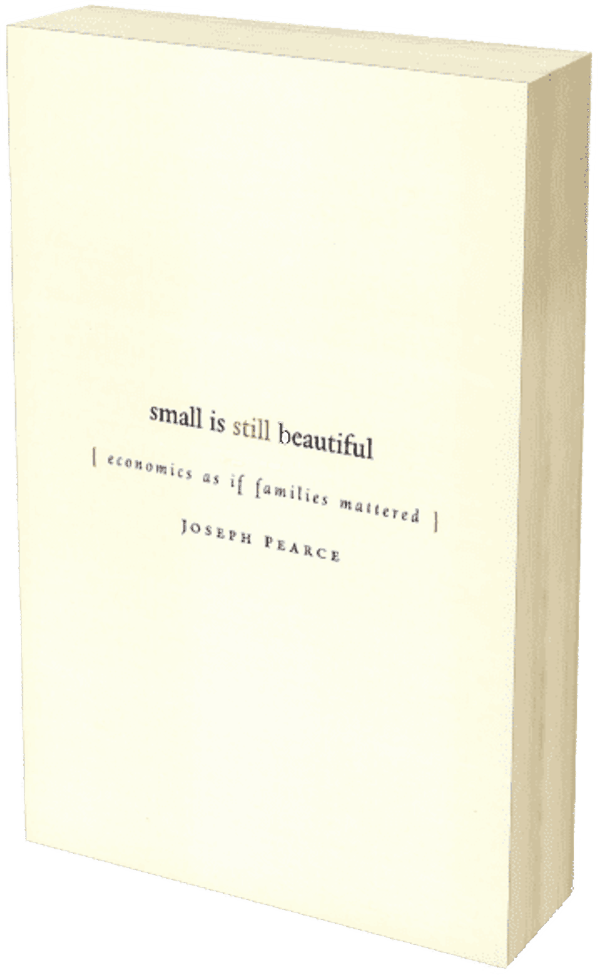 small is still beautiful
[ economics as if families mattered ]
JOSEPH PEARCE